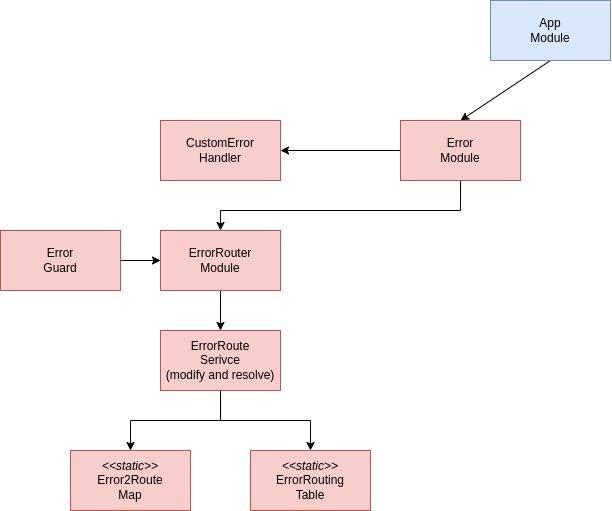 App
Module
CustomError
Handler
Error
Module
Error
Guard
ErrorRouter
Module
ErrorRoute
Serivce
(modify and resolve)
<<static>>
Error2Route
Map
<<static>>
ErrorRouting
Table